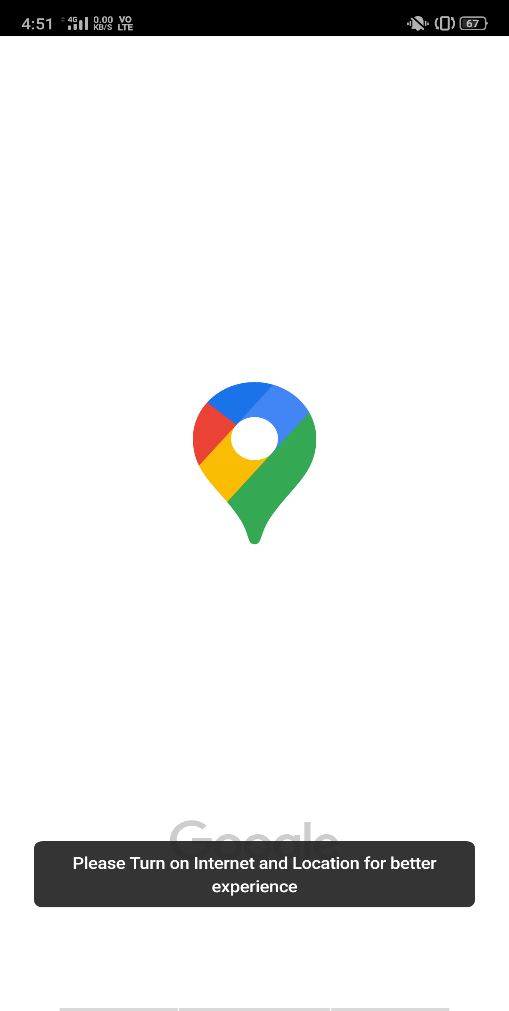 4:51 4G 0.00 KB/S VO LTE 67
Google
Please Turn on Internet and Location for better
experience